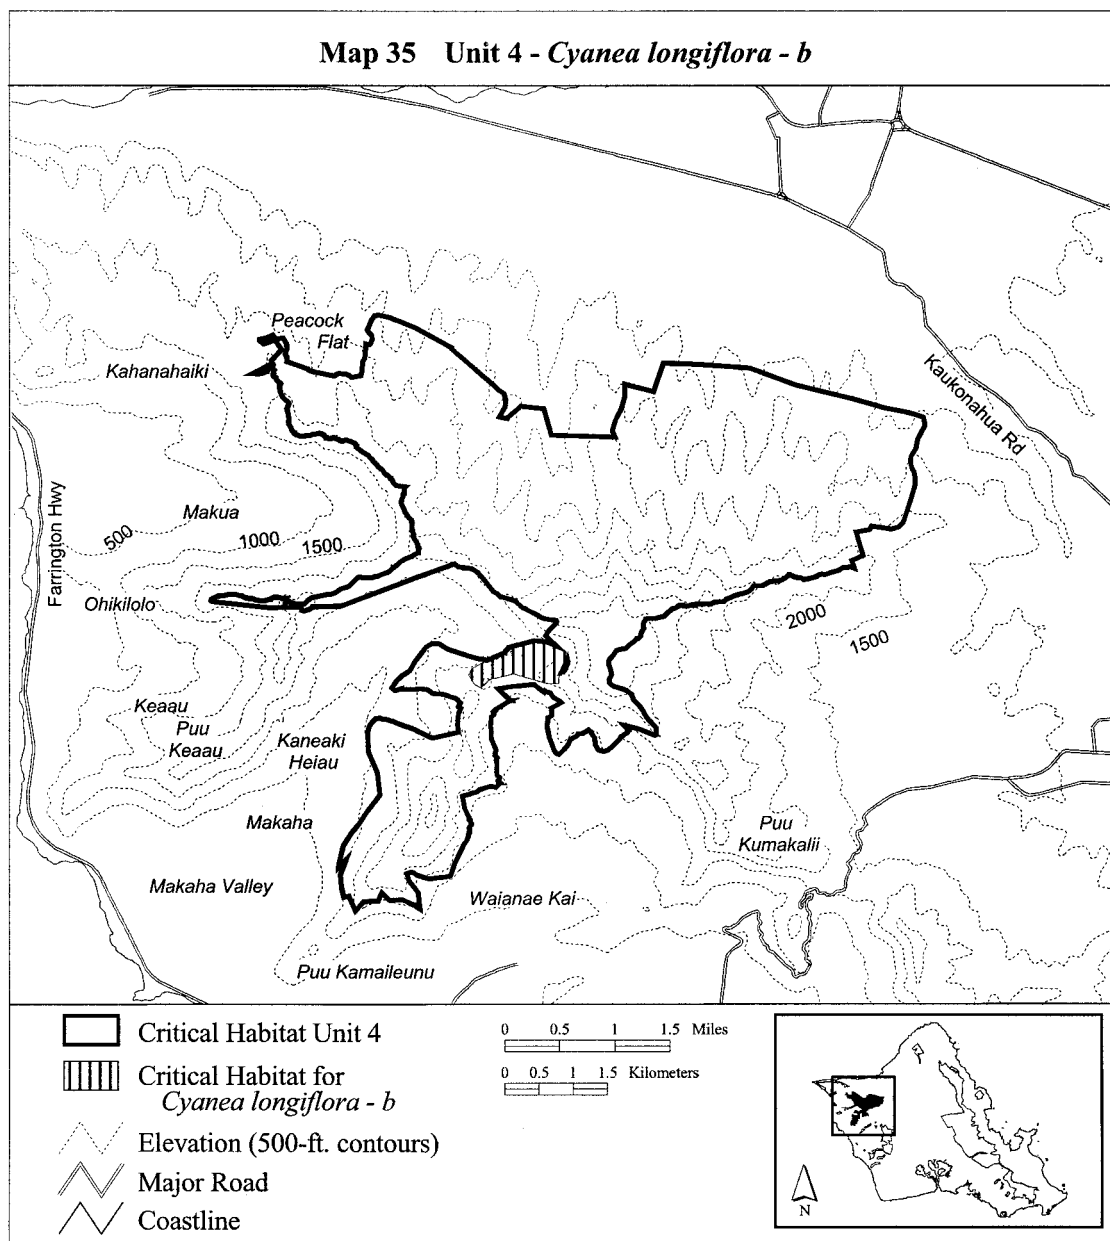 Map 35 Unit 4 - Cyanea longiflora - b
Peacock
Flat
Kahanahaiki
Kaukonahua Rd
Makua
500
1000
1500
Farrington Hwy
Ohikilolo
2000
1500
Keaau
Puu
Keaau
Kaneaki
Heiau
Makaha
Puu
Kumakalii
Makaha Valley
Waianae Kai
Puu Kamaileunu
Critical Habitat Unit 4
Critical Habitat for
Cyanea longiflora - b
Elevation (500-ft. contours)
Major Road
Coastline
0 0.5 1 1.5 Miles
0 0.5 1 1.5 Kilometers
N